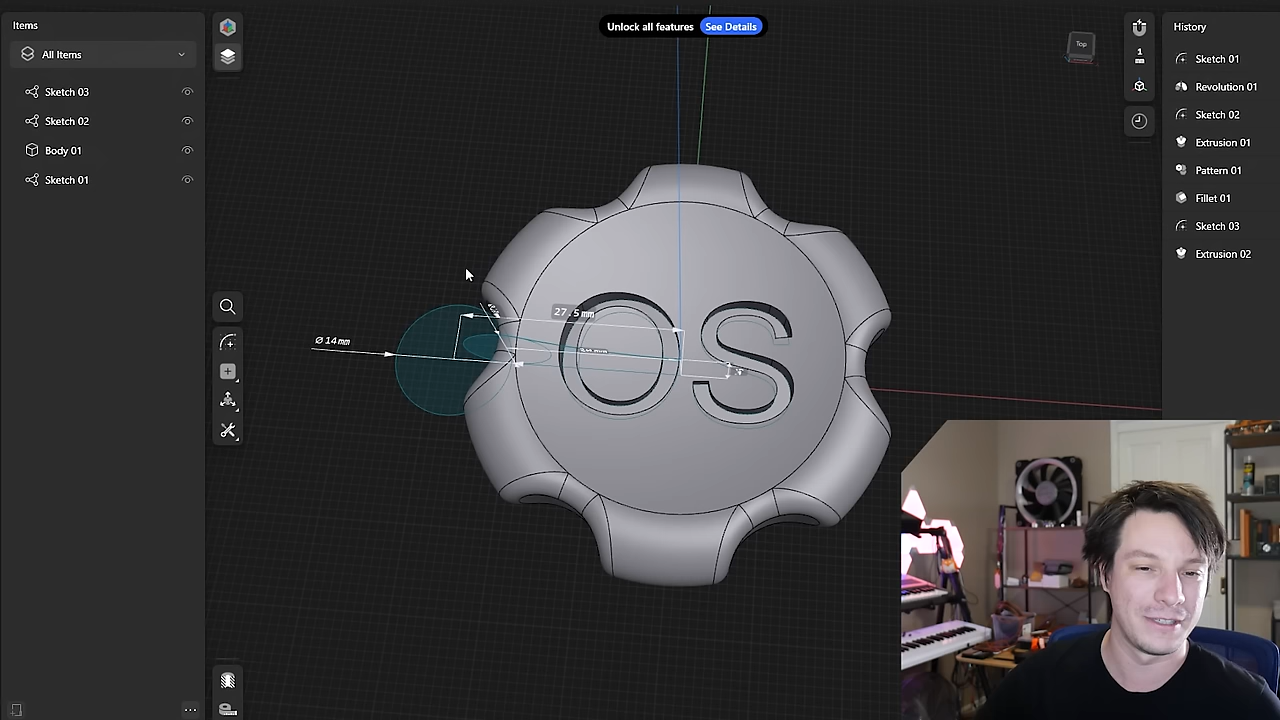 Items
All Items
Sketch 03
Sketch 02
Body 01
Sketch 01
Unlock all features See Details
Top
1
History
Sketch 01
Revolution 01
Sketch 02
Extrusion 01
Pattern 01
Fillet 01
Sketch 03
Extrusion 02
27.5 mm
Ø 14 mm
OS